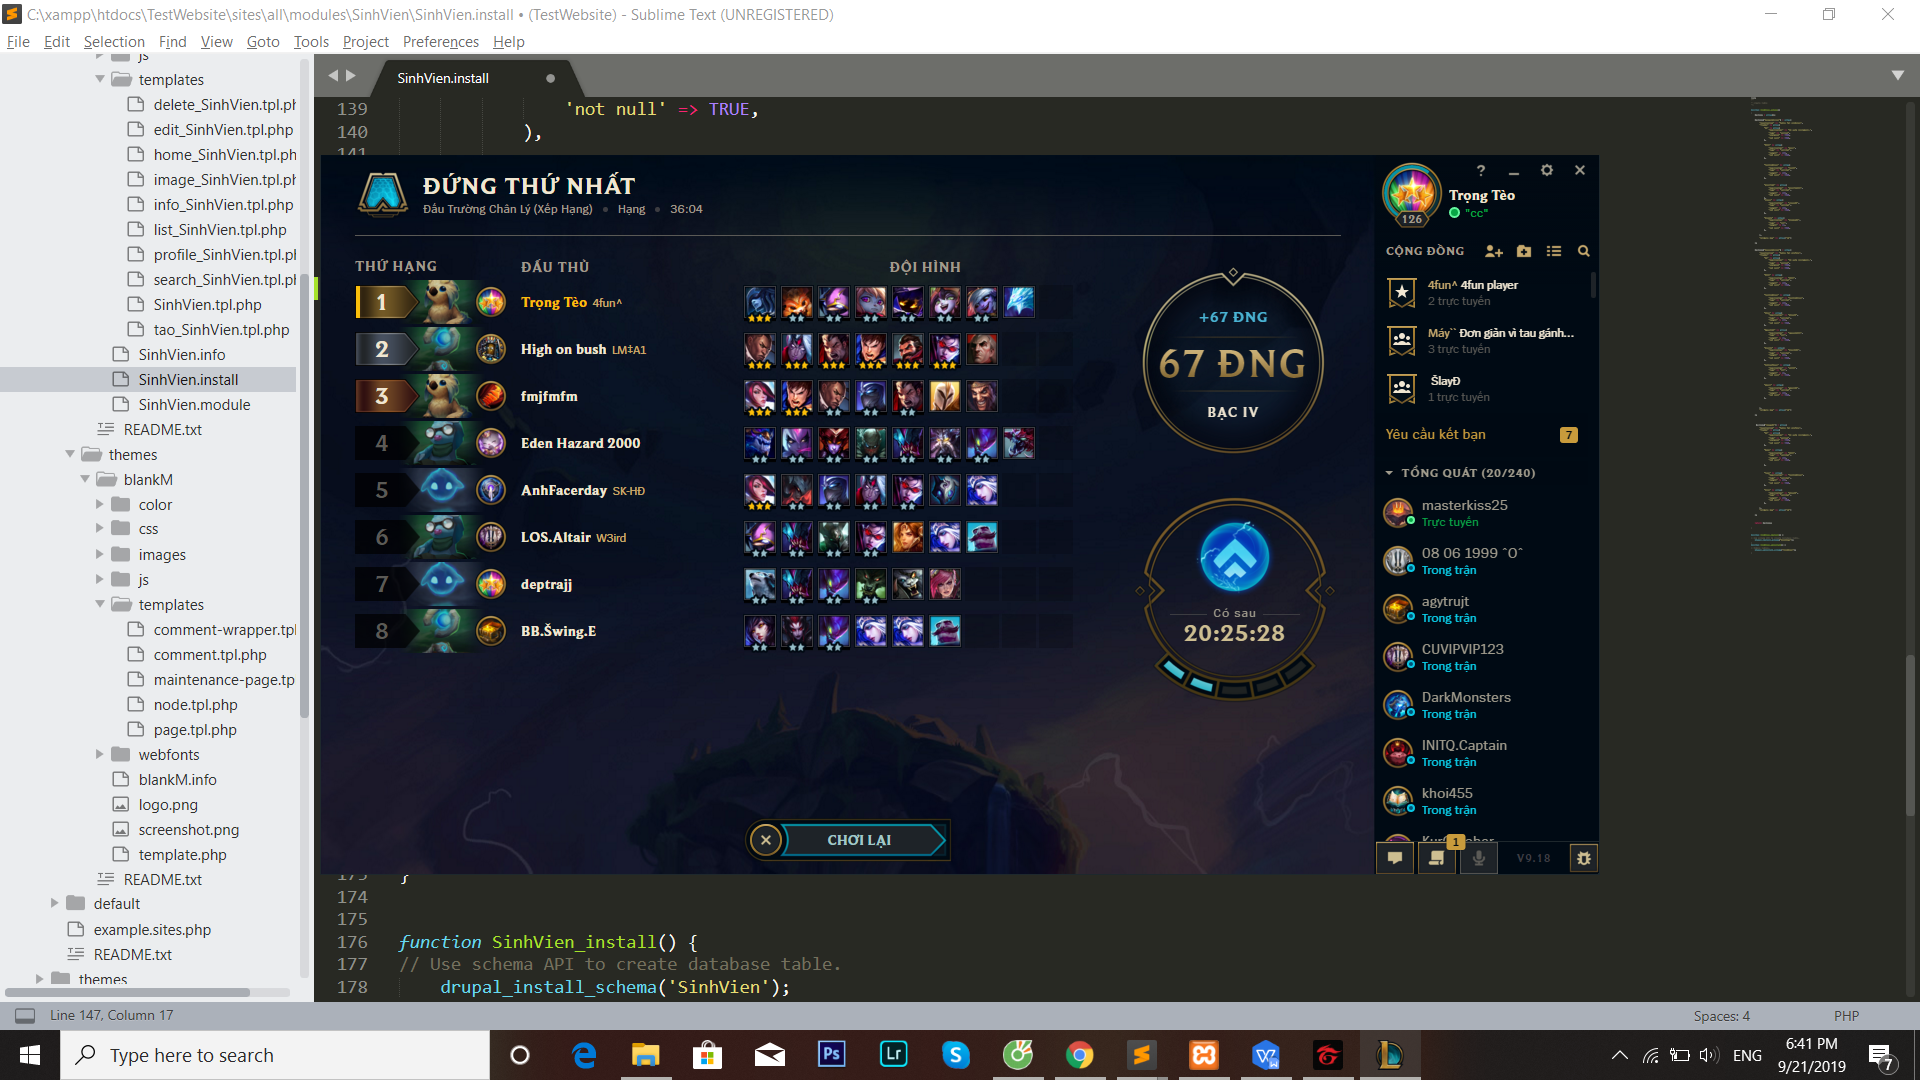 C:\xampp\htdocs\TestWebsite\sites\all\modules\SinhVien\SinhVien.install • (TestWebsite) - Sublime Text (UNREGISTERED)
File Edit Selection Find View Goto Tools Project Preferences Help
js
templates
delete_SinhVien.tpl.ph
edit_SinhVien.tpl.php
home_SinhVien.tpl.ph
image_SinhVien.tpl.ph
info_SinhVien.tpl.php
list_SinhVien.tpl.php
profile_SinhVien.tpl.pl
search_SinhVien.tpl.ph
SinhVien.tpl.php
tao_SinhVien.tpl.php
SinhVien.info
SinhVien.install
SinhVien.module
README.txt
themes
blankM
color
css
images
js
templates
comment-wrapper.tpl
comment.tpl.php
maintenance-page.tp
node.tpl.php
page.tpl.php
webfonts
blankM.info
logo.png
screenshot.png
template.php
README.txt
default
example.sites.php
README.txt
themes
SinhVien.install
139 'not null' => TRUE,
140 ),
141
ĐỨNG THỨ NHẤT
Đấu Trường Chân Lý (Xếp Hạng) • Hạng • 36:04
THỨ HẠNG ĐẤU THỦ ĐỘI HÌNH
1 Trọng Tèo 4fun^
2 High on bush LM‡A1
3 fmjfmfm
4 Eden Hazard 2000
5 AnhFacerday SK-HĐ
6 LOS.Altair W3ird
7 deptrajj
8 BB.Šwing.E
+67 ĐNG
67 ĐNG
BẠC IV
Có sau
20:25:28
CHƠI LẠI
Trọng Tèo
126
"cc"
CỘNG ĐỒNG
4fun^ 4fun player
2 trực tuyến
Máy`` Đơn giản vì tau gánh...
3 trực tuyến
ŠlayĐ
1 trực tuyến
Yêu cầu kết bạn 7
TỔNG QUÁT (20/240)
masterkiss25
Trực tuyến
08 06 1999 ˆOˆ
Trong trận
agytrujt
Trong trận
CUVIPVIP123
Trong trận
DarkMonsters
Trong trận
INITQ.Captain
Trong trận
khoi455
Trong trận
1
V9.18
173 }
174
175
176 function SinhVien_install() {
177 // Use schema API to create database table.
178 drupal_install_schema('SinhVien');
Line 147, Column 17 Spaces: 4 PHP
Type here to search
Ps
Lr
ENG
6:41 PM
9/21/2019
7